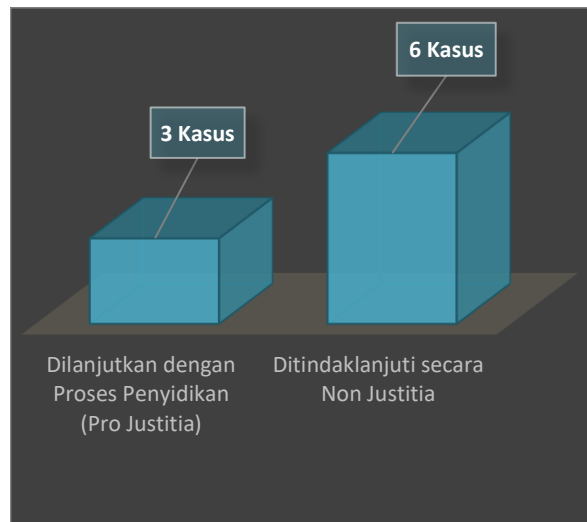 6 Kasus
3 Kasus
Dilanjutkan dengan
Proses Penyidikan
(Pro Justitia)
Ditindaklanjuti secara
Non Justitia